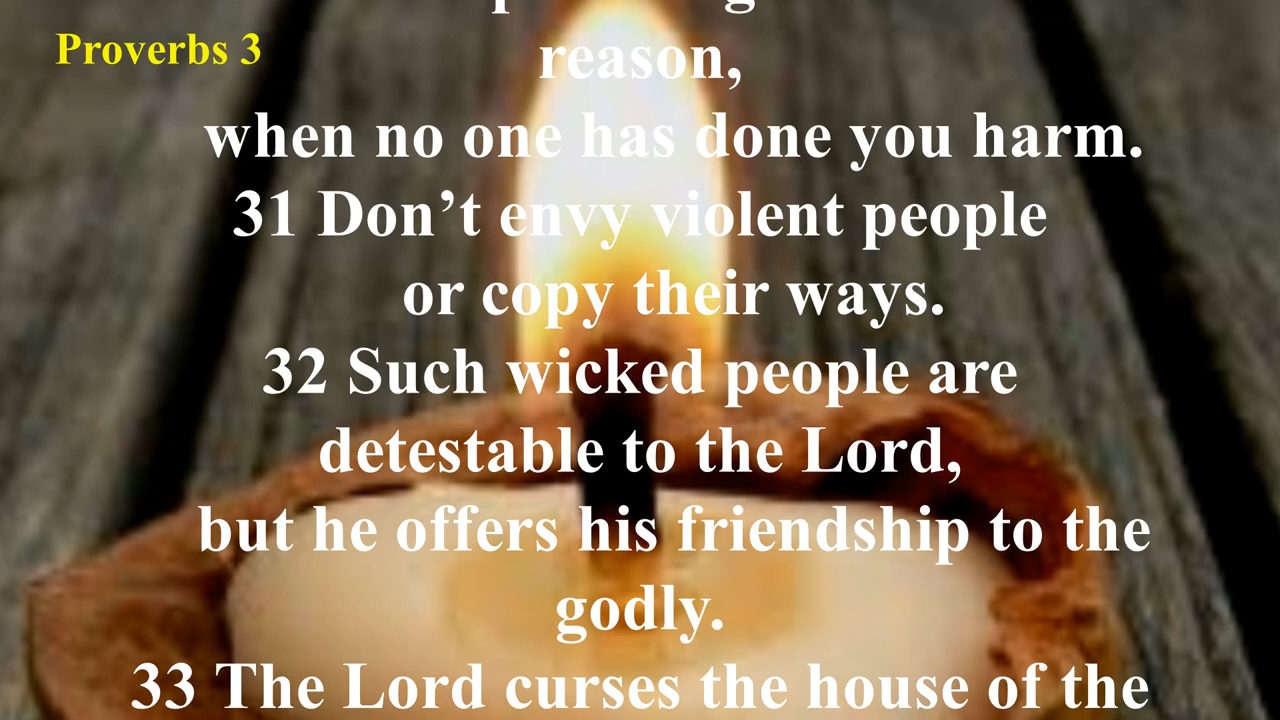 Proverbs 3
reason,
when no one has done you harm.
31 Don’t envy violent people
or copy their ways.
32 Such wicked people are
detestable to the Lord,
but he offers his friendship to the
godly.
33 The Lord curses the house of the